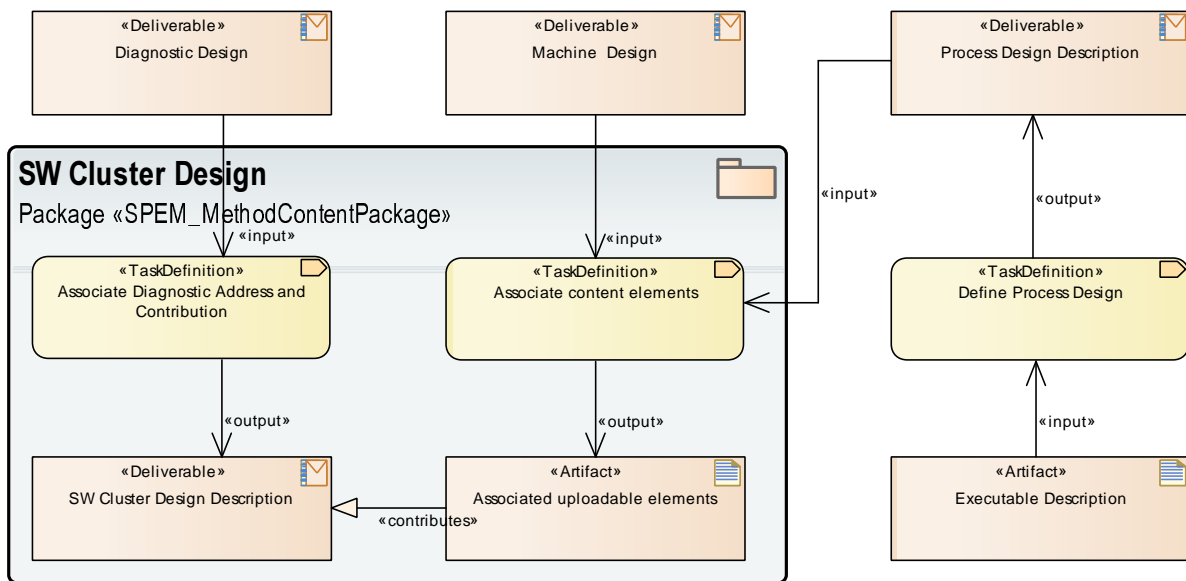 «Deliverable»
Diagnostic Design
«Deliverable»
Machine  Design
«Deliverable»
Process Design Description
SW Cluster Design
Package «SPEM_MethodContentPackage»
«input»
«input»
«input»
«output»
«TaskDefinition»
Associate Diagnostic Address and
Contribution
«TaskDefinition»
Associate content elements
«TaskDefinition»
Define Process Design
«output»
«output»
«input»
«Deliverable»
SW Cluster Design Description
«contributes»
«Artifact»
Associated uploadable elements
«Artifact»
Executable Description